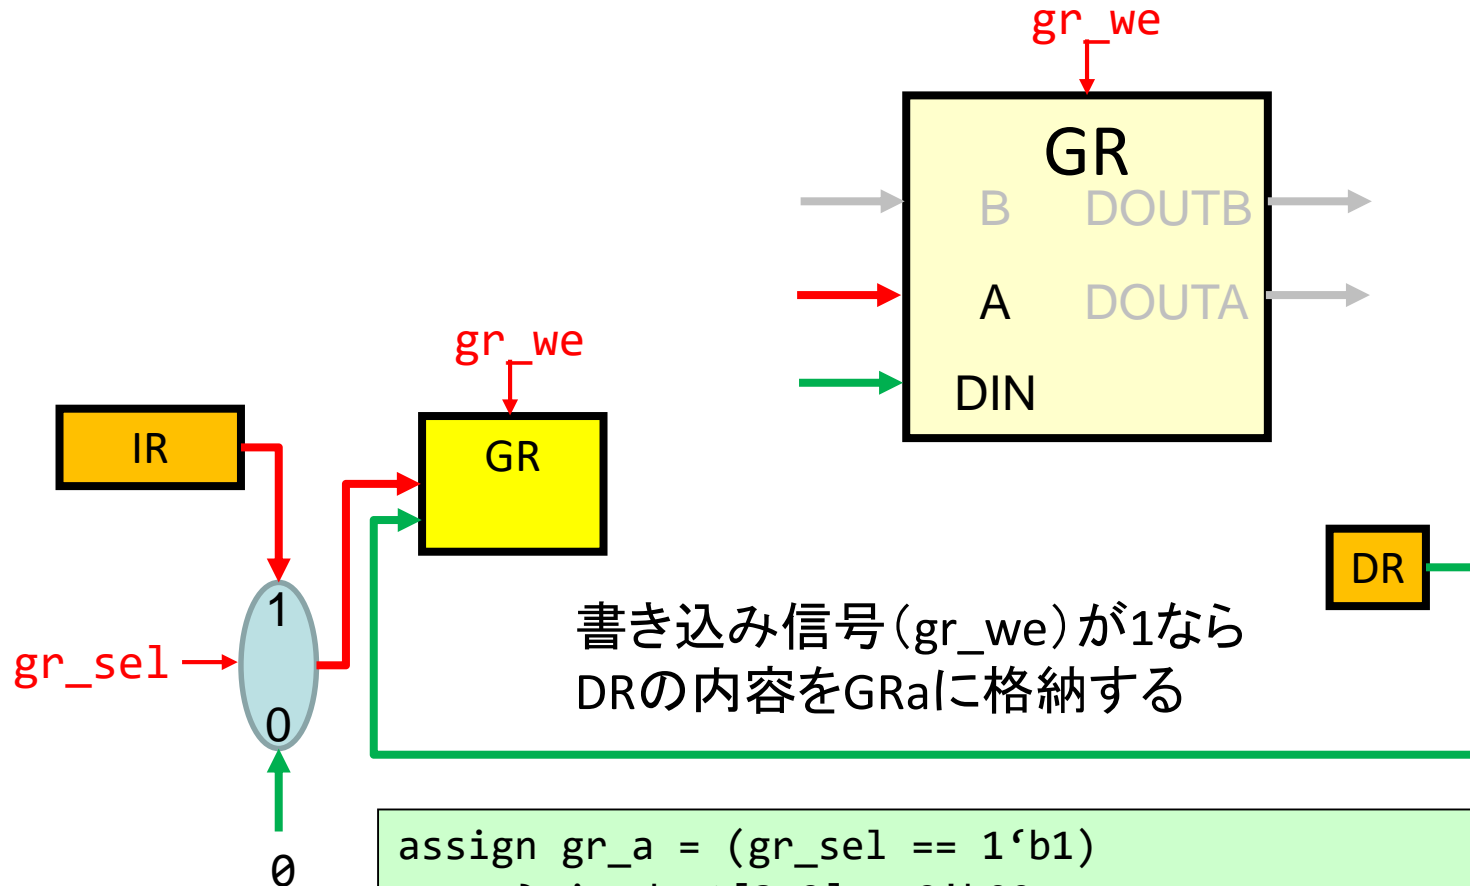 gr_we
GR
B DOUTB
A DOUTA
DIN
gr_we
IR
GR
DR
1
gr_sel
0
0
書き込み信号（gr_we）が1なら
DRの内容をGRaに格納する
assign gr_a = (gr_sel == 1‘b1)